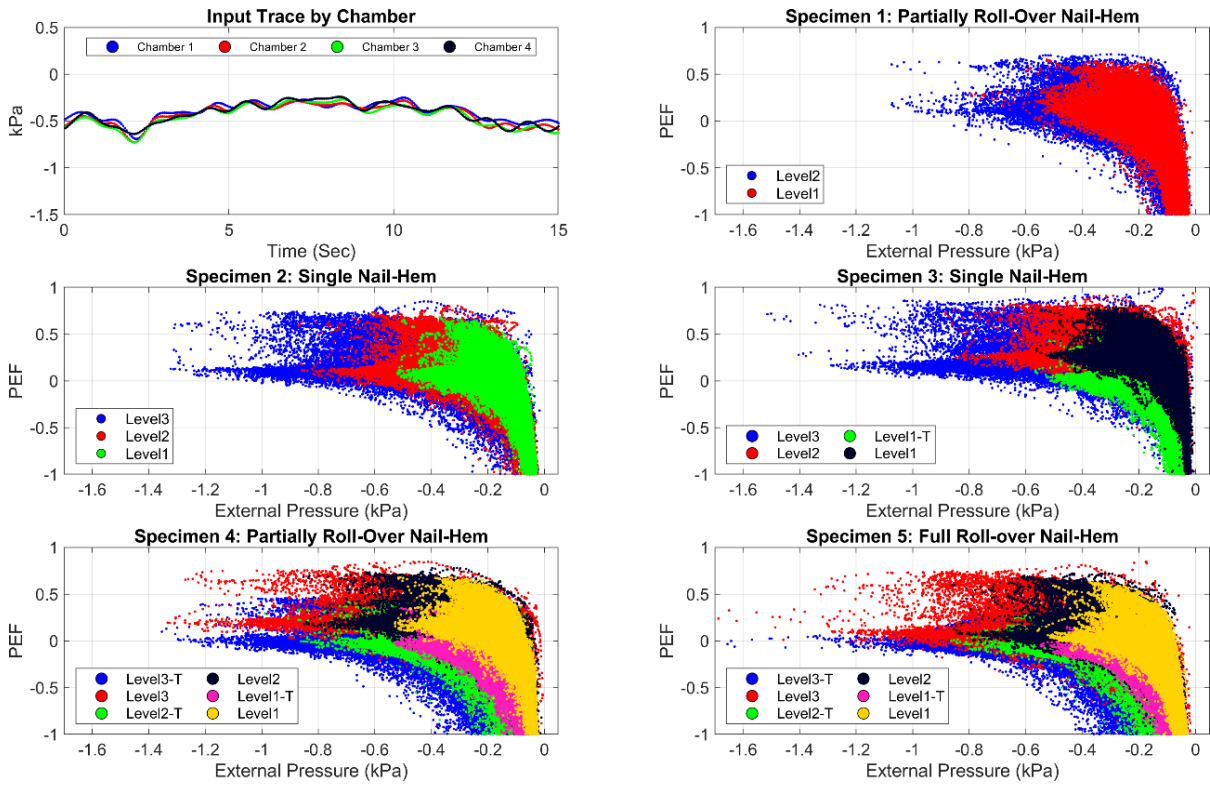 Input Trace by Chamber
0.5
0
-0.5
-1
-1.5
kPa
Chamber 1 Chamber 2 Chamber 3 Chamber 4
0 5 10 15
Time (Sec)
Specimen 1: Partially Roll-Over Nail-Hem
1
0.5
0
0.5
-1
PEF
Level2
Level1
-1.6 -1.4 -1.2 -1 -0.8 -0.6 -0.4 -0.2 0
External Pressure (kPa)
Specimen 2: Single Nail-Hem
1
0.5
0
-0.5
-1
PEF
Level3
Level2
Level1
-1.6 -1.4 -1.2 -1 -0.8 -0.6 -0.4 -0.2 0
External Pressure (kPa)
Specimen 3: Single Nail-Hem
1
0.5
0
-0.5
-1
PEF
Level3 Level1-T
Level2 Level1
-1.6 -1.4 -1.2 -1 -0.8 -0.6 -0.4 -0.2 0
External Pressure (kPa)
Specimen 4: Partially Roll-Over Nail-Hem
1
0.5
0
-0.5
-1
PEF
Level3-T Level2
Level3 Level1-T
Level2-T Level1
-1.6 -1.4 -1.2 -1 -0.8 -0.6 -0.4 -0.2 0
External Pressure (kPa)
Specimen 5: Full Roll-over Nail-Hem
1
0.5
0
-0.5
-1
PEF
Level3-T Level2
Level3 Level1-T
Level2-T Level1
-1.6 -1.4 -1.2 -1 -0.8 -0.6 -0.4 -0.2 0
External Pressure (kPa)